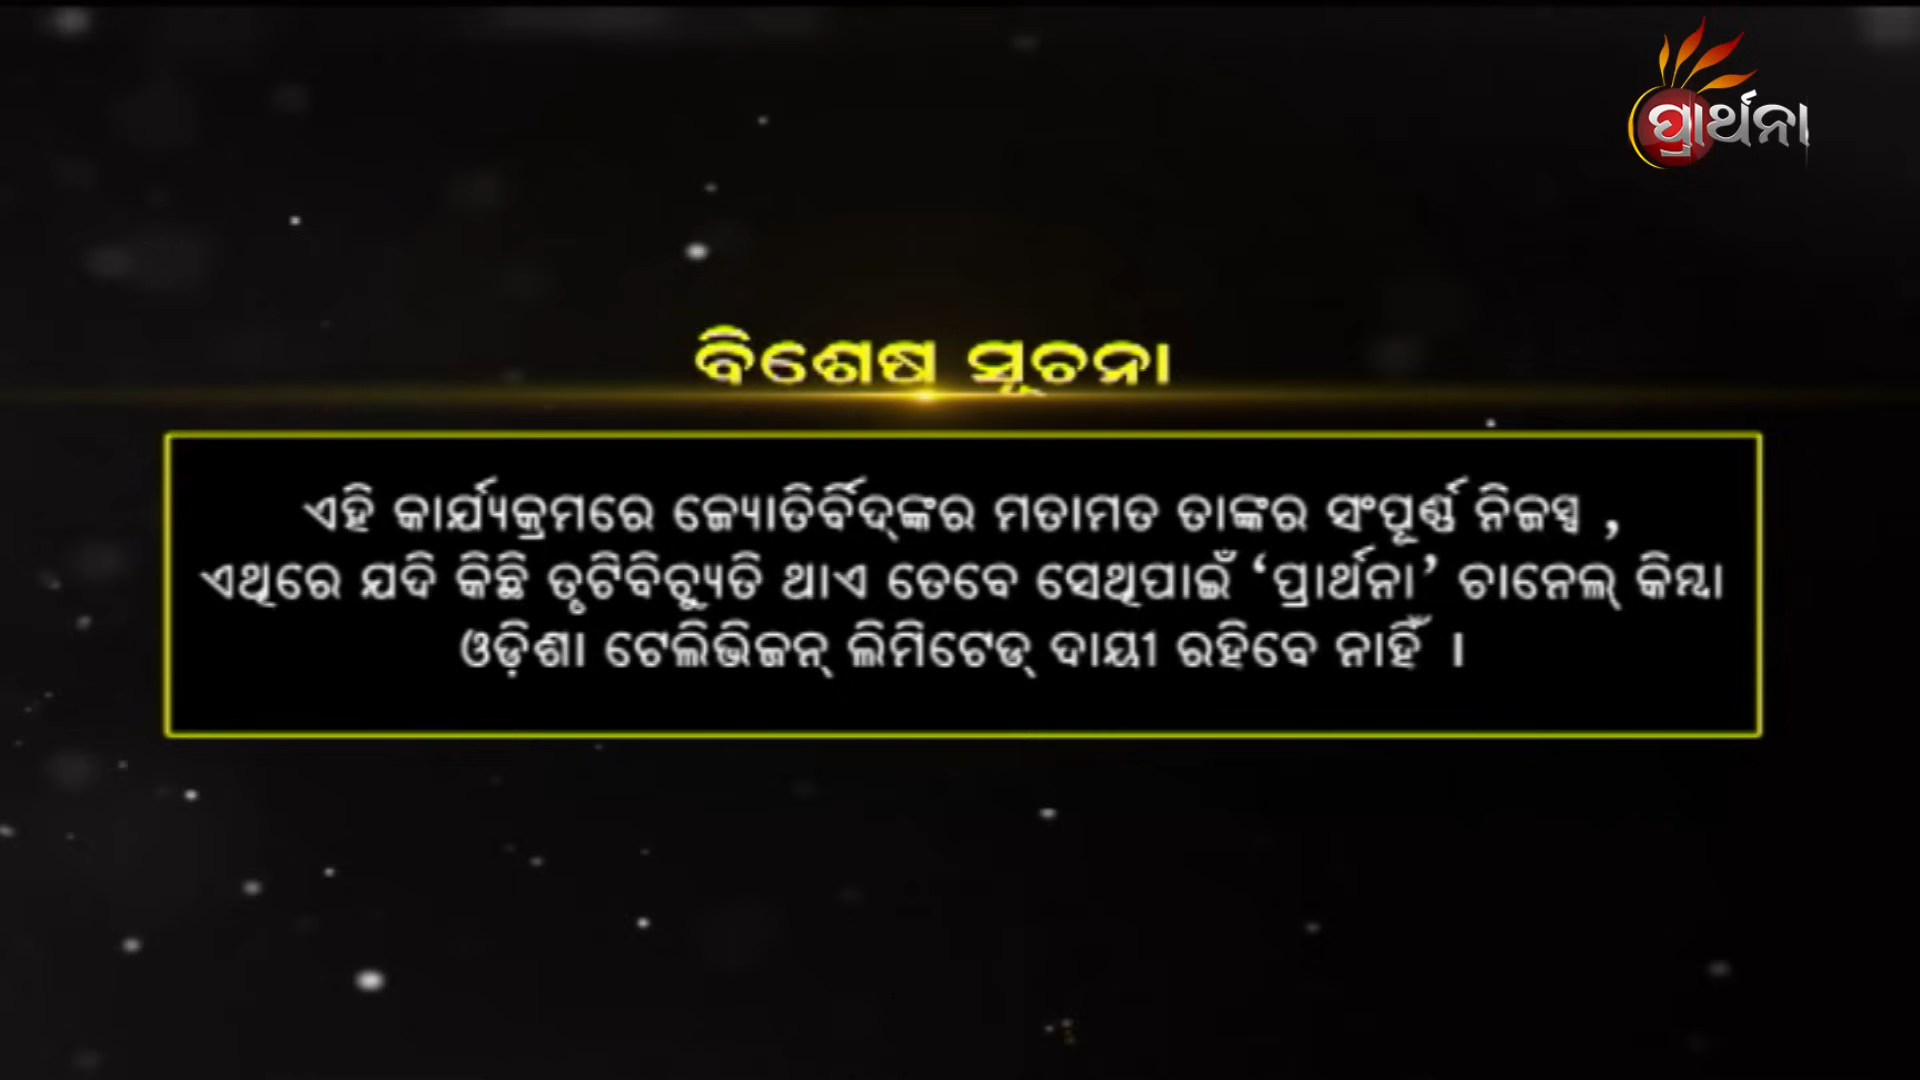 ପ୍ରାର୍ଥନା
ବିଶେଷ ସୂଚନା
ଏହି କାର୍ଯ୍ୟକ୍ରମରେ ଜ୍ୟୋତିର୍ବିଦ୍‌ଙ୍କର ମତାମତ ତାଙ୍କର ସଂପୂର୍ଣ୍ଣ ନିଜସ୍ୱ ,
ଏଥିରେ ଯଦି କିଛି ତୃଟିବିଚ୍ୟୁତି ଥାଏ ତେବେ ସେଥିପାଇଁ ‘ପ୍ରାର୍ଥନା’ ଚାନେଲ୍ କିମ୍ବା
ଓଡ଼ିଶା ଟେଲିଭିଜନ୍ ଲିମିଟେଡ୍ ଦାୟୀ ରହିବେ ନାହିଁ ।